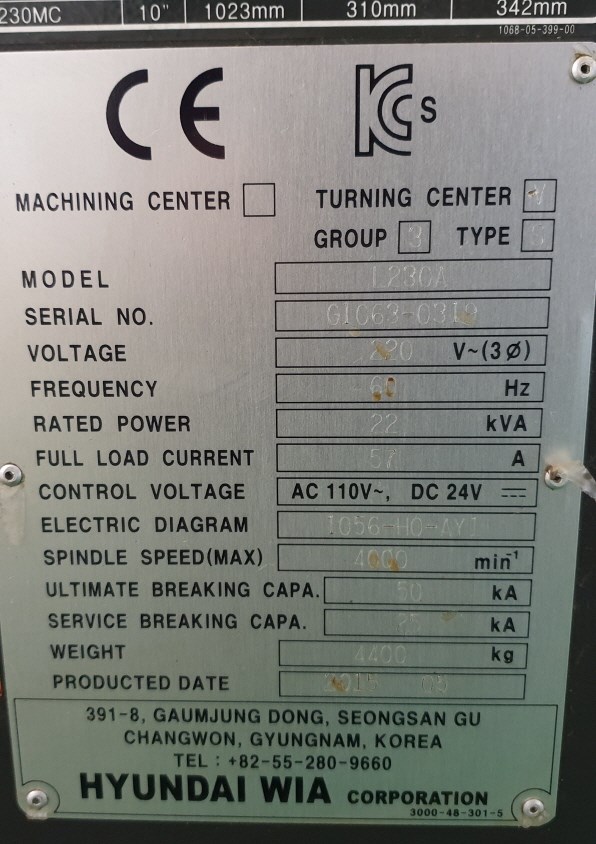 230MC 10" 1023mm 310mm 342mm
1068-05-399-00
CE KCs
MACHINING CENTER TURNING CENTER
GROUP 3 TYPE
MODEL L230A
SERIAL NO.
VOLTAGE 220 V~(3Ø)
FREQUENCY 60 Hz
RATED POWER 22 kVA
FULL LOAD CURRENT 57 A
CONTROL VOLTAGE AC 110V~, DC 24V
ELECTRIC DIAGRAM
SPINDLE SPEED(MAX) 4000 min⁻¹
ULTIMATE BREAKING CAPA. 50 kA
SERVICE BREAKING CAPA. 25 kA
WEIGHT 4400 kg
PRODUCTED DATE 2015
391-8, GAUMJUNG DONG, SEONGSAN GU
CHANGWON, GYUNGNAM, KOREA
TEL : +82-55-280-9660
HYUNDAI WIA CORPORATION
3000-48-301-5